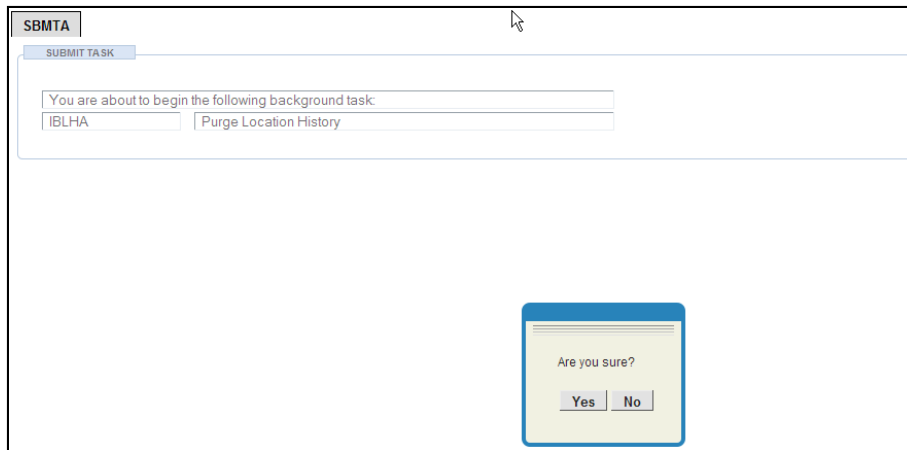 SBMTA
SUBMIT TASK
You are about to begin the following background task:
IBLHA Purge Location History
Are you sure?
Yes No